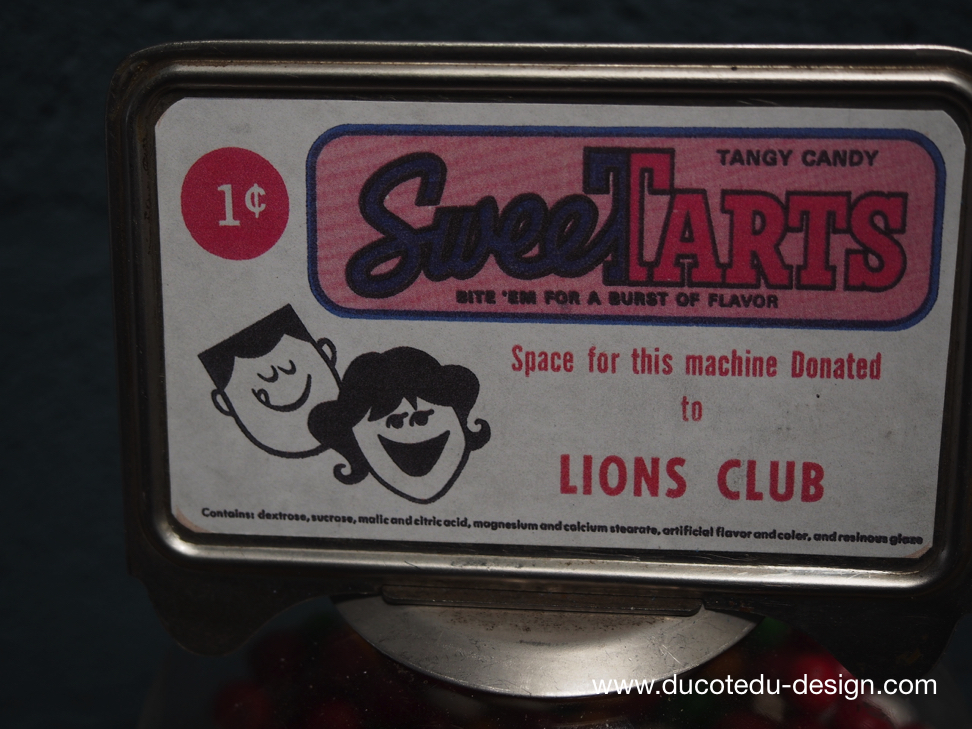 1¢
TANGY CANDY
SweeTARTS
BITE 'EM FOR A BURST OF FLAVOR
Space for this machine Donated
to
LIONS CLUB
Contains: dextrose, sucrose, malic and citric acid, magnesium and calcium stearate, artificial flavor and color, and resinous glaze
www.ducotedu-design.com